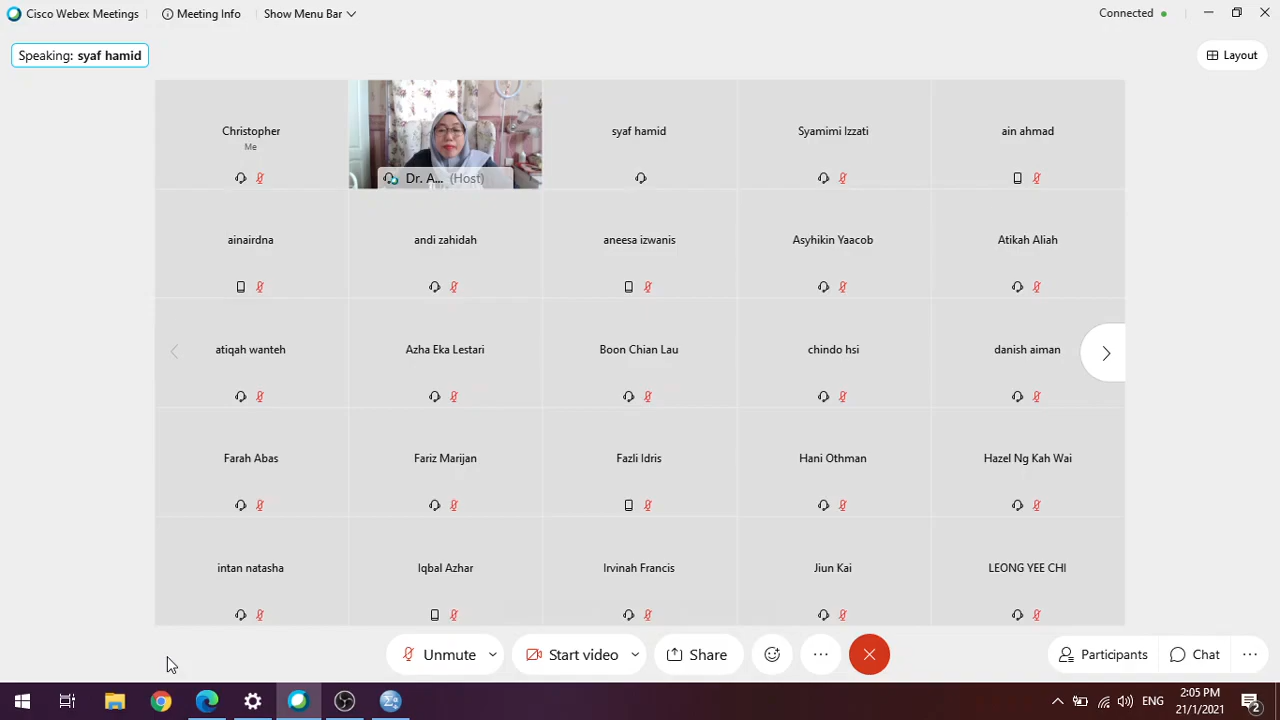 Cisco Webex Meetings
Meeting Info
Show Menu Bar
Connected
Speaking: syaf hamid
Layout
Christopher
Me
Dr. A... (Host)
syaf hamid
Syamimi Izzati
ain ahmad
ainairdna
andi zahidah
aneesa izwanis
Asyhikin Yaacob
Atikah Aliah
atiqah wanteh
Azha Eka Lestari
Boon Chian Lau
chindo hsi
danish aiman
Farah Abas
Fariz Marijan
Fazli Idris
Hani Othman
Hazel Ng Kah Wai
intan natasha
Iqbal Azhar
Irvinah Francis
Jiun Kai
LEONG YEE CHI
Unmute
Start video
Share
Participants
Chat
ENG
2:05 PM
21/1/2021
2